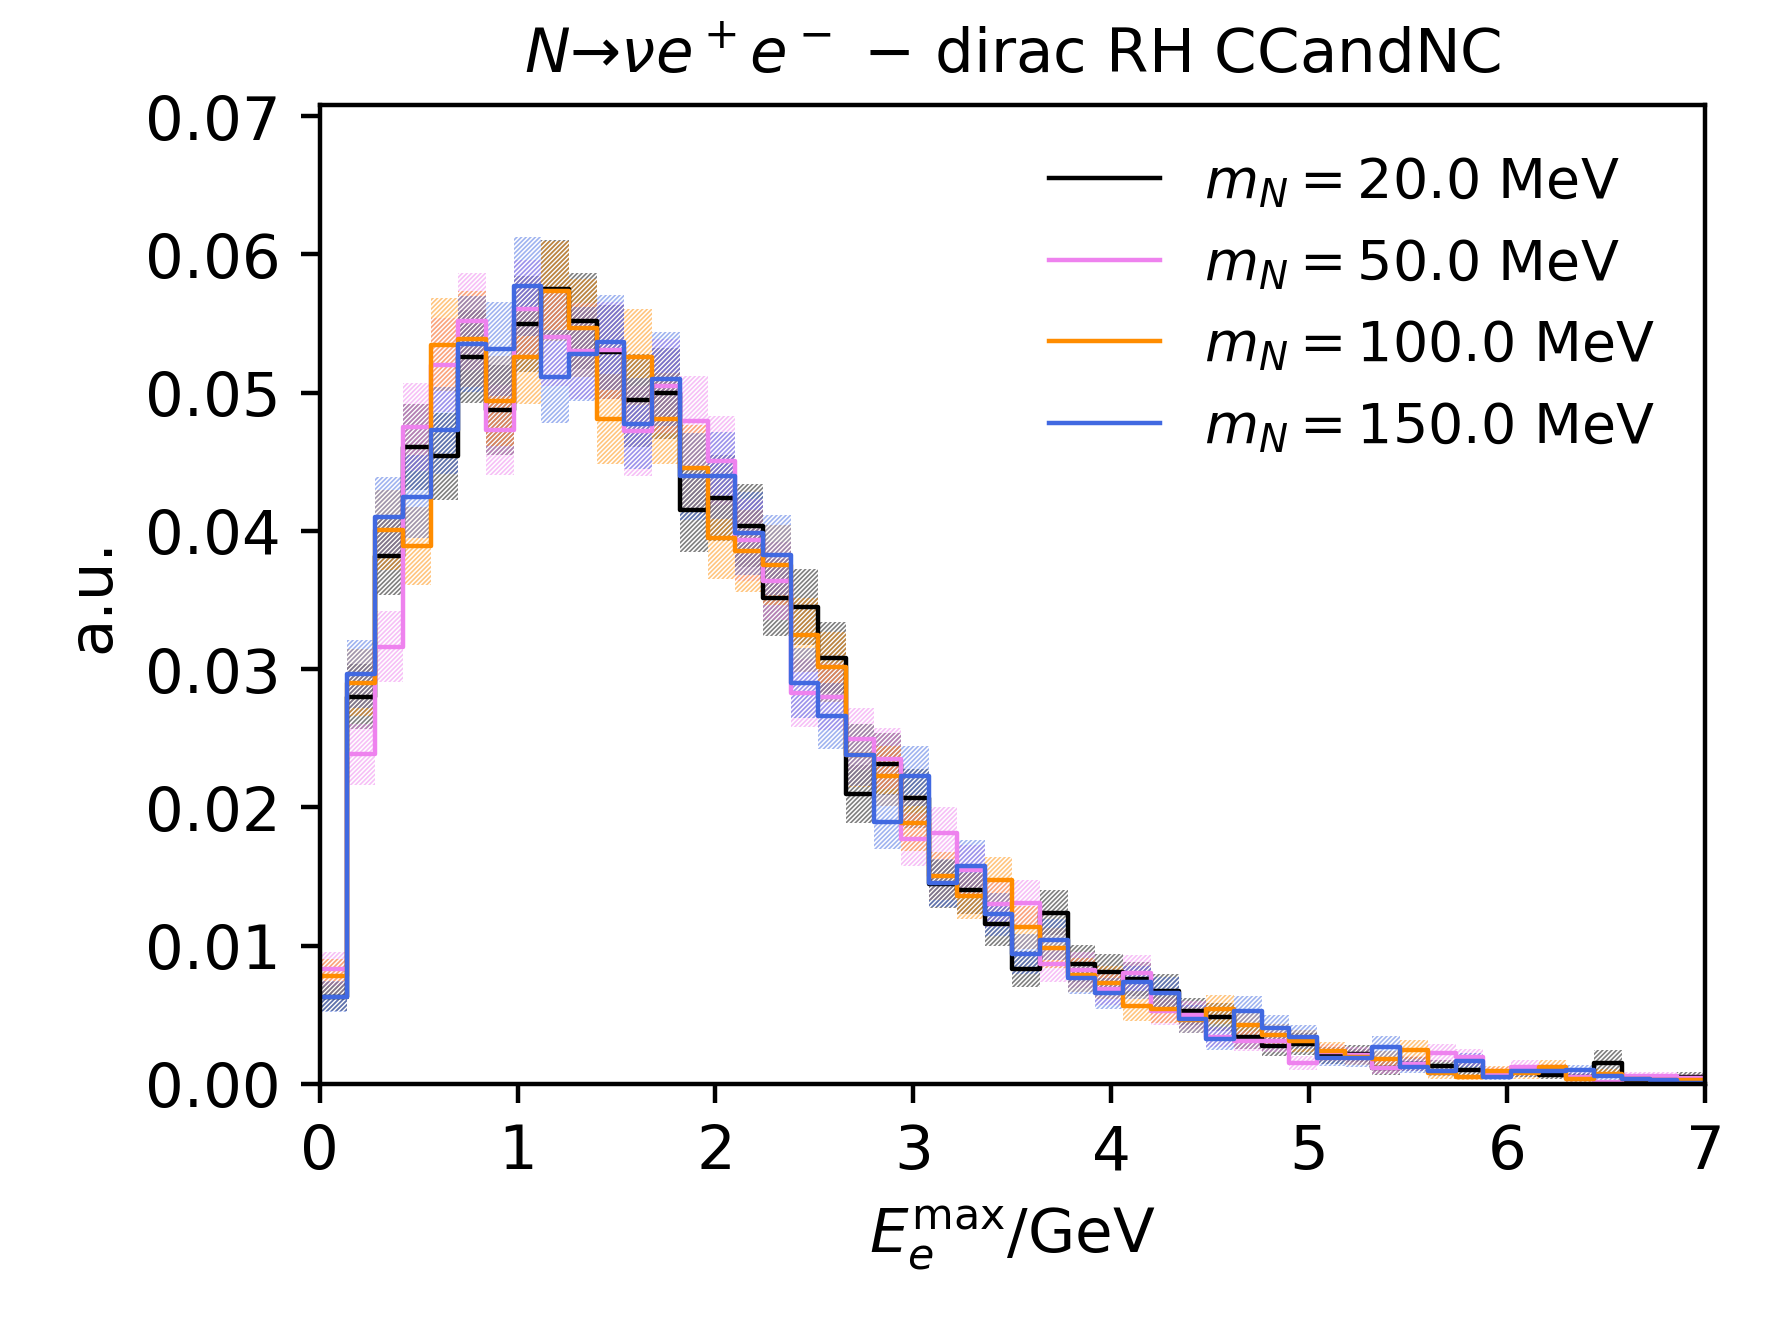 N→νe⁺e⁻ − dirac RH CCandNC
0.07
0.06
0.05
0.04
0.03
0.02
0.01
0.00
a.u.
m_N = 20.0 MeV
m_N = 50.0 MeV
m_N = 100.0 MeV
m_N = 150.0 MeV
0 1 2 3 4 5 6 7
E_e^max/GeV